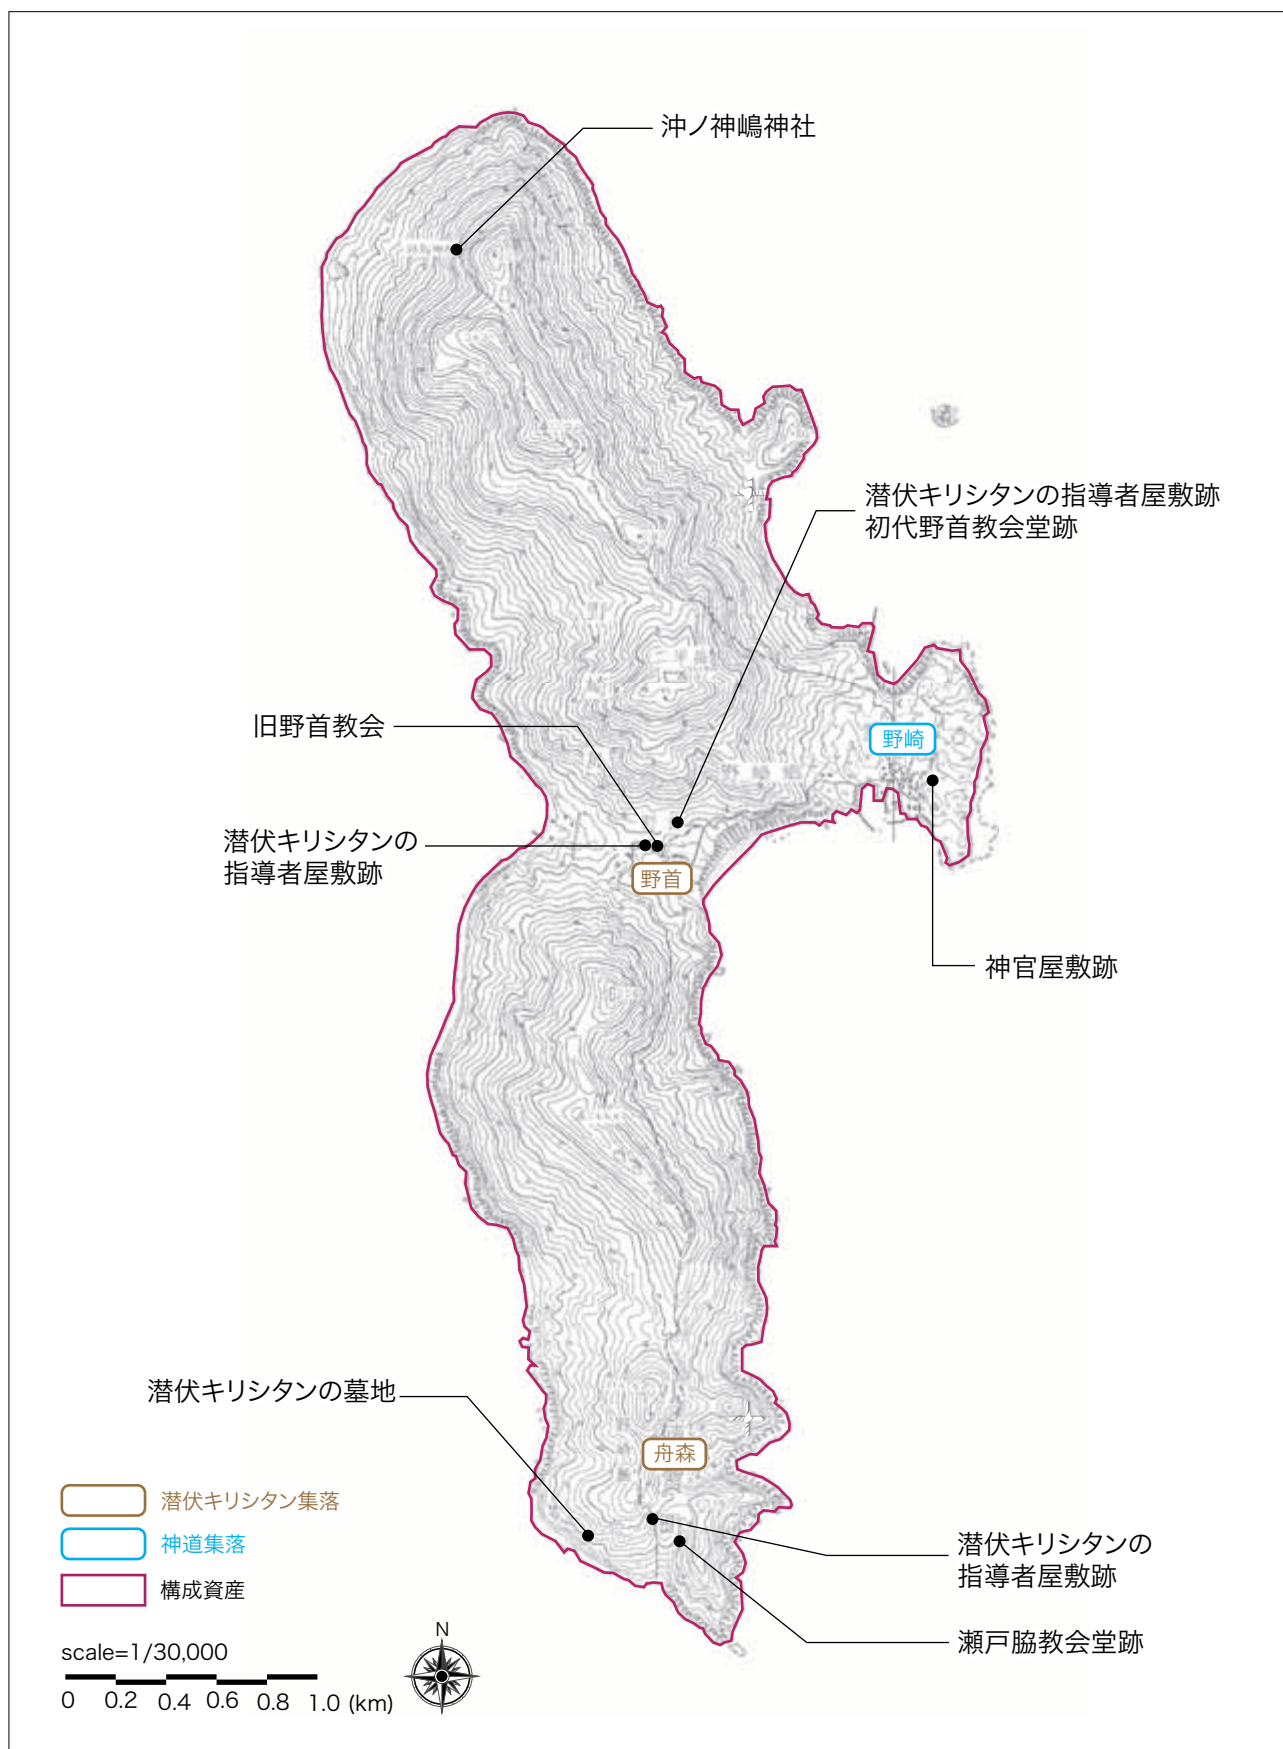 沖ノ神嶋神社
潜伏キリシタンの指導者屋敷跡
初代野首教会堂跡
旧野首教会
野崎
潜伏キリシタンの
指導者屋敷跡
野首
神官屋敷跡
潜伏キリシタンの墓地
舟森
潜伏キリシタン集落
神道集落
構成資産
潜伏キリシタンの
指導者屋敷跡
瀬戸脇教会堂跡
scale=1/30,000
N
0 0.2 0.4 0.6 0.8 1.0 (km)